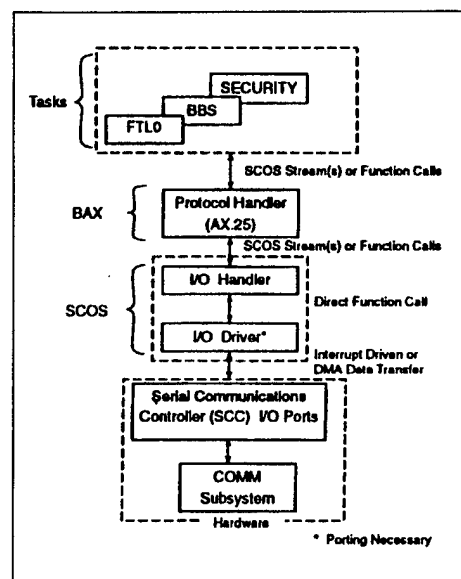 SECURITY
BBS
Tasks
FTL0
SCOS Stream(s) or Function Calls
BAX
Protocol Handler
(AX.25)
SCOS Stream(s) or Function Calls
SCOS
I/O Handler
Direct Function Call
I/O Driver*
Interrupt Driven or
DMA Data Transfer
Serial Communications
Controller (SCC) I/O Ports
COMM
Subsystem
Hardware
* Porting Necessary